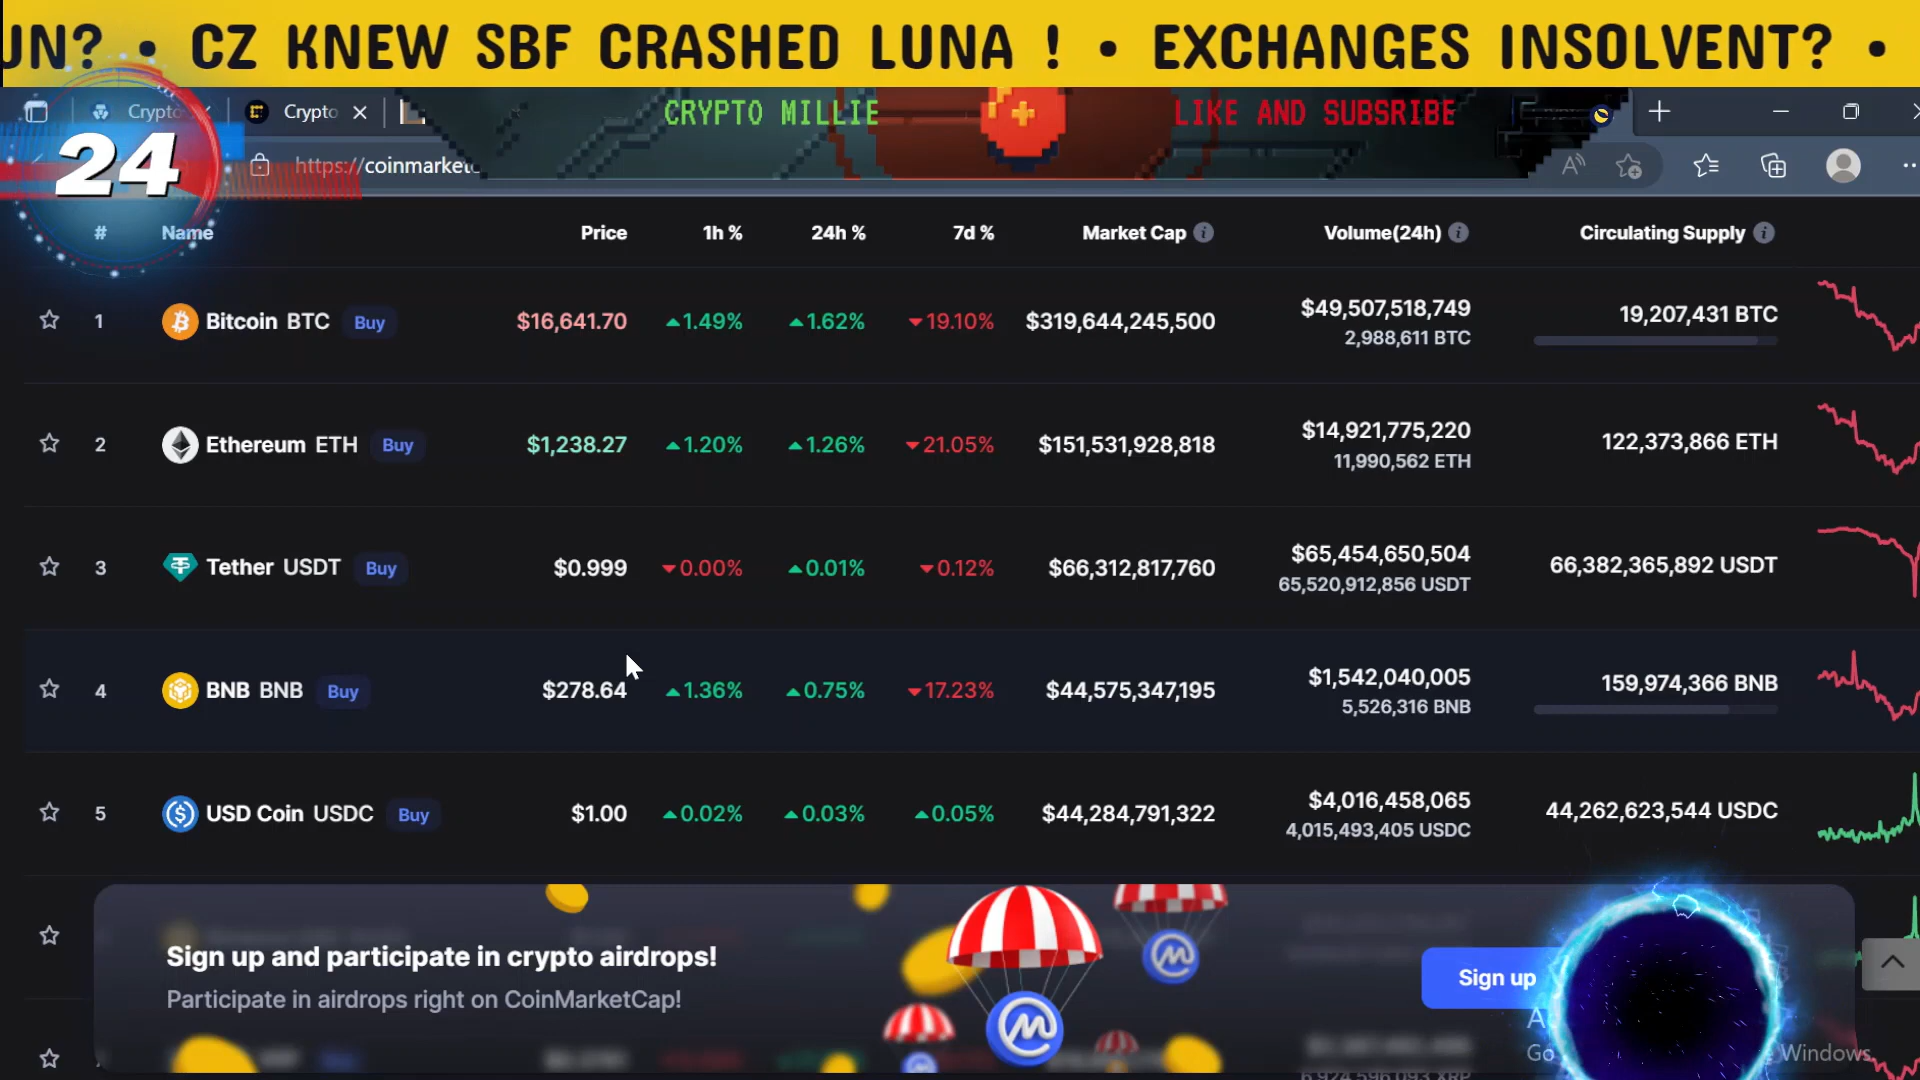 UN? • CZ KNEW SBF CRASHED LUNA ! • EXCHANGES INSOLVENT? •
Crypto Crypto CRYPTO MILLIE LIKE AND SUBSRIBE
24 https://coinmarketc
# Name Price 1h % 24h % 7d % Market Cap Volume(24h) Circulating Supply
1 Bitcoin BTC Buy $16,641.70 1.49% 1.62% 19.10% $319,644,245,500 $49,507,518,749 19,207,431 BTC
2,988,611 BTC
2 Ethereum ETH Buy $1,238.27 1.20% 1.26% 21.05% $151,531,928,818 $14,921,775,220 122,373,866 ETH
11,990,562 ETH
3 Tether USDT Buy $0.999 0.00% 0.01% 0.12% $66,312,817,760 $65,454,650,504 66,382,365,892 USDT
65,520,912,856 USDT
4 BNB BNB Buy $278.64 1.36% 0.75% 17.23% $44,575,347,195 $1,542,040,005 159,974,366 BNB
5,526,316 BNB
5 USD Coin USDC Buy $1.00 0.02% 0.03% 0.05% $44,284,791,322 $4,016,458,065 44,262,623,544 USDC
4,015,493,405 USDC
Sign up and participate in crypto airdrops!
Participate in airdrops right on CoinMarketCap!
Sign up
A
Go Windows